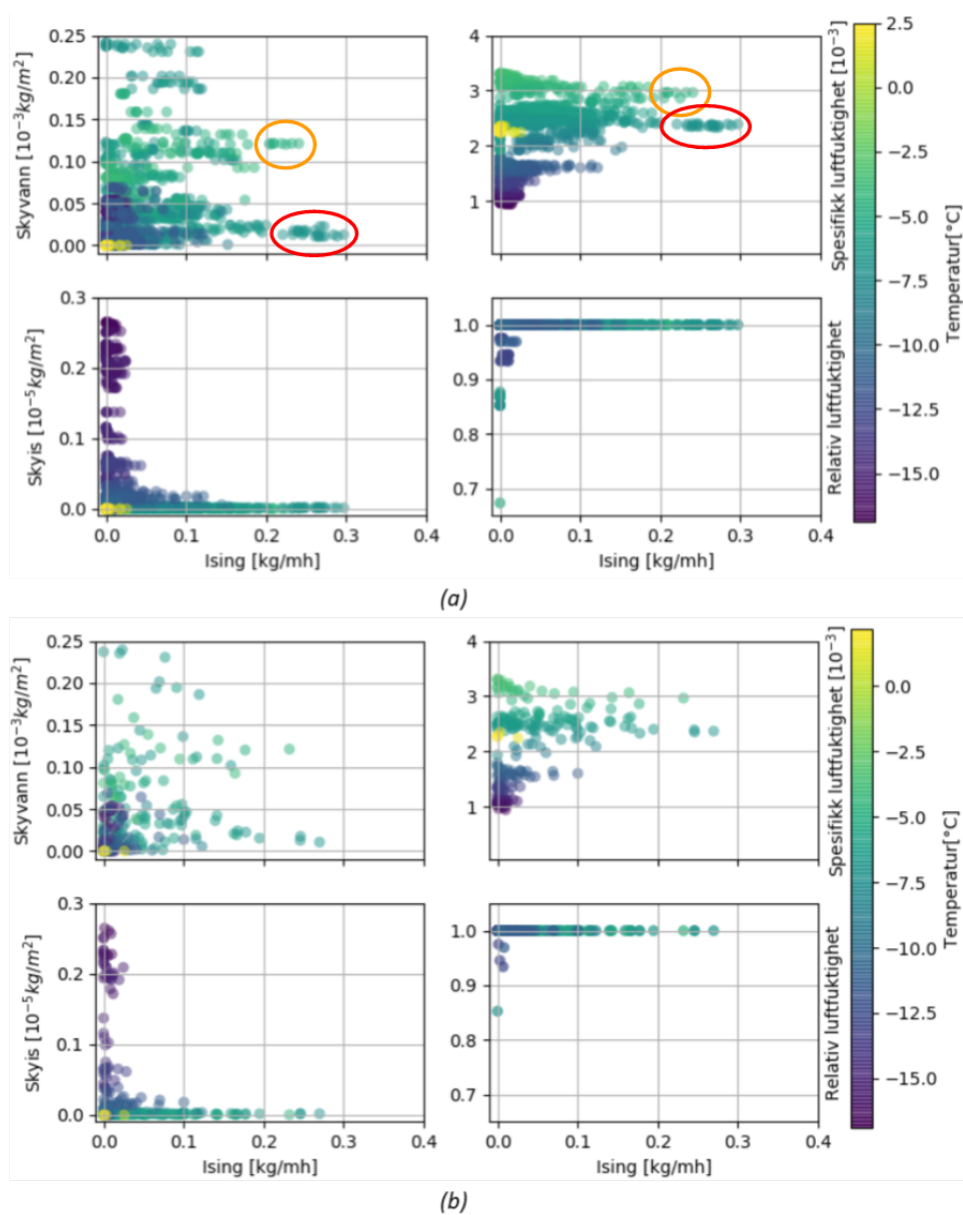 0.25
0.20
0.15
0.10
0.05
0.00
Skyvann [10⁻³kg/m²]
4
3
2
1
Spesifikk luftfuktighet [10⁻³]
0.3
0.2
0.1
0.0
Skyis [10⁻⁵kg/m²]
0.0 0.1 0.2 0.3 0.4
Ising [kg/mh]
1.0
0.9
0.8
0.7
Relativ luftfuktighet
0.0 0.1 0.2 0.3 0.4
Ising [kg/mh]
2.5
0.0
−2.5
−5.0
−7.5
−10.0
−12.5
−15.0
Temperatur[°C]
(a)
0.25
0.20
0.15
0.10
0.05
0.00
Skyvann [10⁻³kg/m²]
4
3
2
1
Spesifikk luftfuktighet [10⁻³]
0.3
0.2
0.1
0.0
Skyis [10⁻⁵kg/m²]
0.0 0.1 0.2 0.3 0.4
Ising [kg/mh]
1.0
0.9
0.8
0.7
Relativ luftfuktighet
0.0 0.1 0.2 0.3 0.4
Ising [kg/mh]
0.0
−2.5
−5.0
−7.5
−10.0
−12.5
−15.0
Temperatur[°C]
(b)